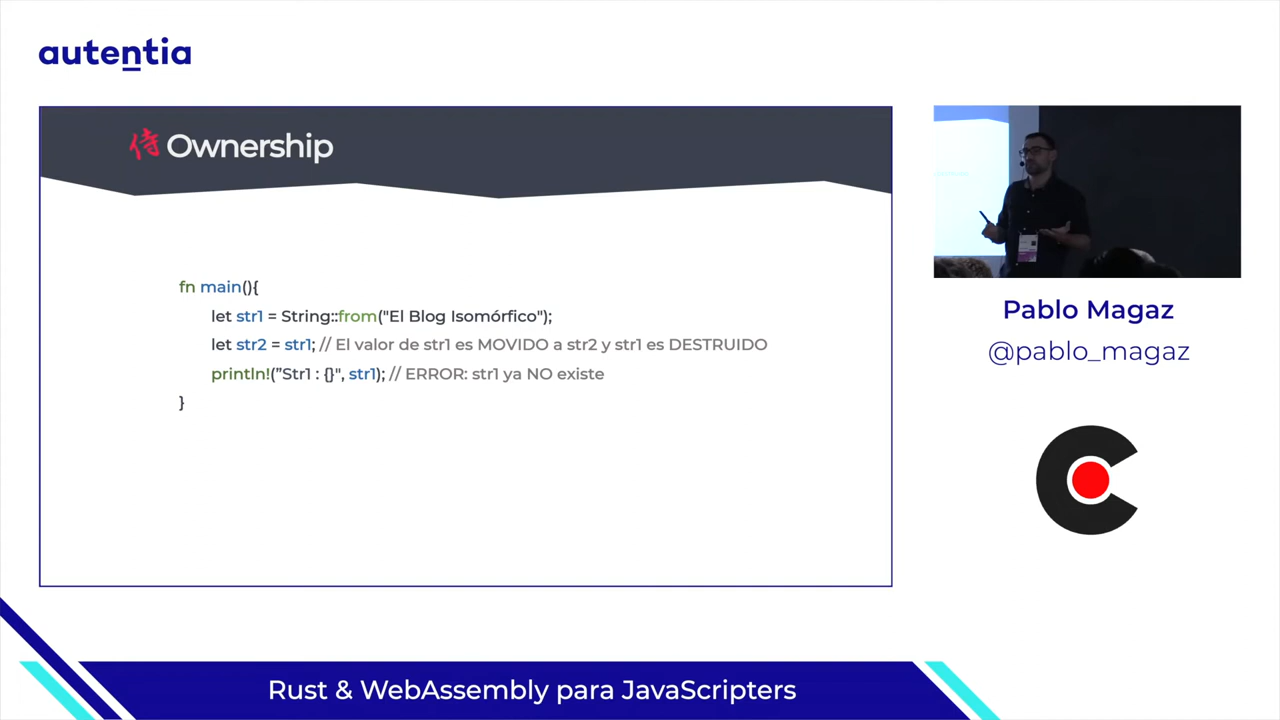 autentia
侍 Ownership
fn main(){
let str1 = String::from("El Blog Isomórfico");
let str2 = str1; // El valor de str1 es MOVIDO a str2 y str1 es DESTRUIDO
println!("Str1 : {}", str1); // ERROR: str1 ya NO existe
}
Pablo Magaz
@pablo_magaz
Rust & WebAssembly para JavaScripters